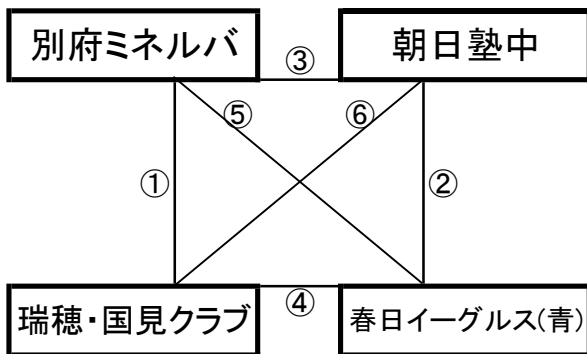 別府ミネルバ
朝日塾中
③
⑤
⑥
①
②
④
瑞穂・国見クラブ
春日イーグルス(青)